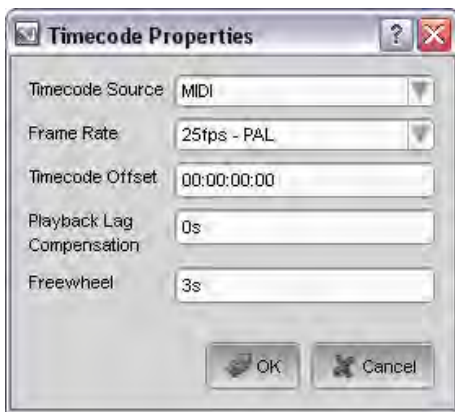 Timecode Properties
?
Timecode Source MIDI
Frame Rate 25fps - PAL
Timecode Offset 00:00:00:00
Playback Lag
Compensation 0s
Freewheel 3s
OK Cancel